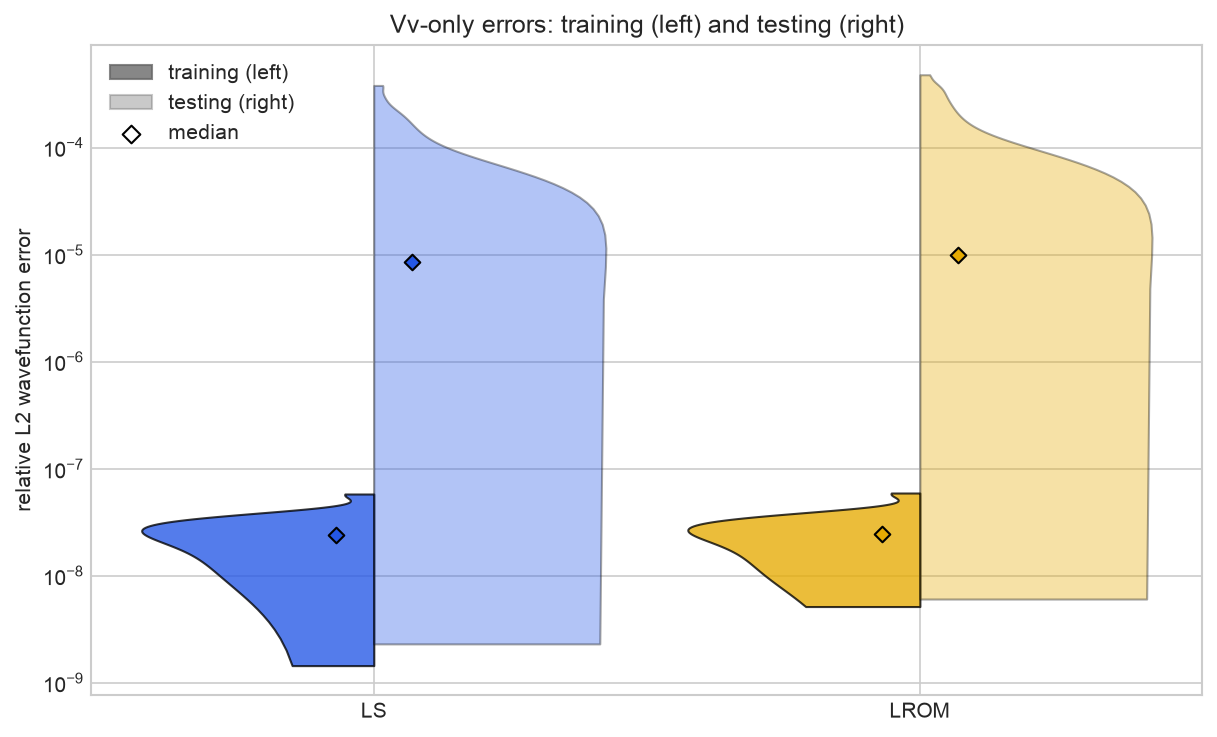 Vv-only errors: training (left) and testing (right)
training (left)
testing (right)
median
relative L2 wavefunction error
10⁻⁴
10⁻⁵
10⁻⁶
10⁻⁷
10⁻⁸
10⁻⁹
LS
LROM